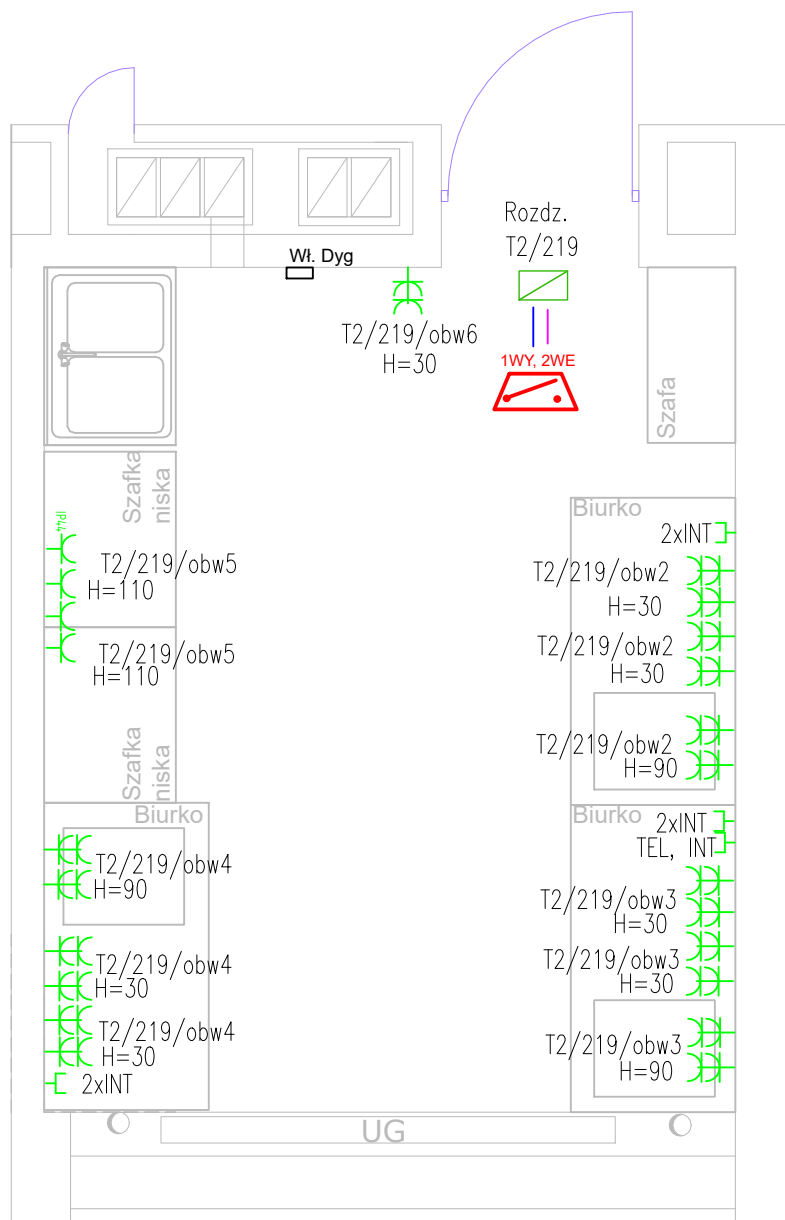 Rozdz.
T2/219
Wł. Dyg
T2/219/obw6
H=30
1WY, 2WE
Szafa
Szafka
niska
IP44
T2/219/obw5
H=110
T2/219/obw5
H=110
Szafka
niska
Biurko
T2/219/obw4
H=90
T2/219/obw4
H=30
T2/219/obw4
H=30
2xINT
Biurko
2xINT
T2/219/obw2
H=30
T2/219/obw2
H=30
T2/219/obw2
H=90
Biurko
2xINT
TEL, INT
T2/219/obw3
H=30
T2/219/obw3
H=30
T2/219/obw3
H=90
UG